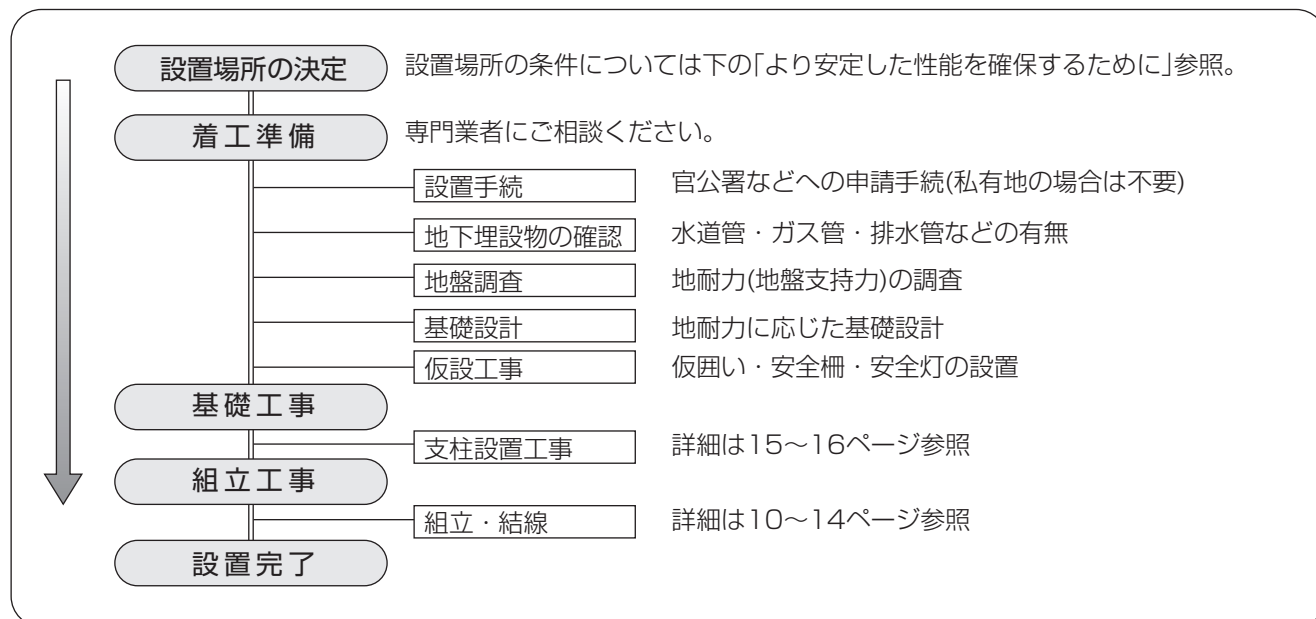 設置場所の決定 設置場所の条件については下の「より安定した性能を確保するために」参照。
着工準備 専門業者にご相談ください。
設置手続 官公署などへの申請手続(私有地の場合は不要)
地下埋設物の確認 水道管・ガス管・排水管などの有無
地盤調査 地耐力(地盤支持力)の調査
基礎設計 地耐力に応じた基礎設計
仮設工事 仮囲い・安全柵・安全灯の設置
基礎工事
支柱設置工事 詳細は15～16ページ参照
組立工事
組立・結線 詳細は10～14ページ参照
設置完了